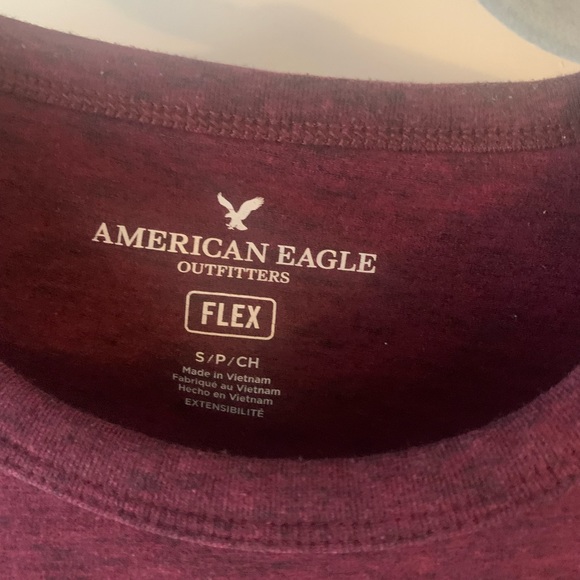 AMERICAN EAGLE
OUTFITTERS
FLEX
S/P/CH
Made in Vietnam
Fabriqué au Vietnam
Hecho en Vietnam
EXTENSIBILITÉ